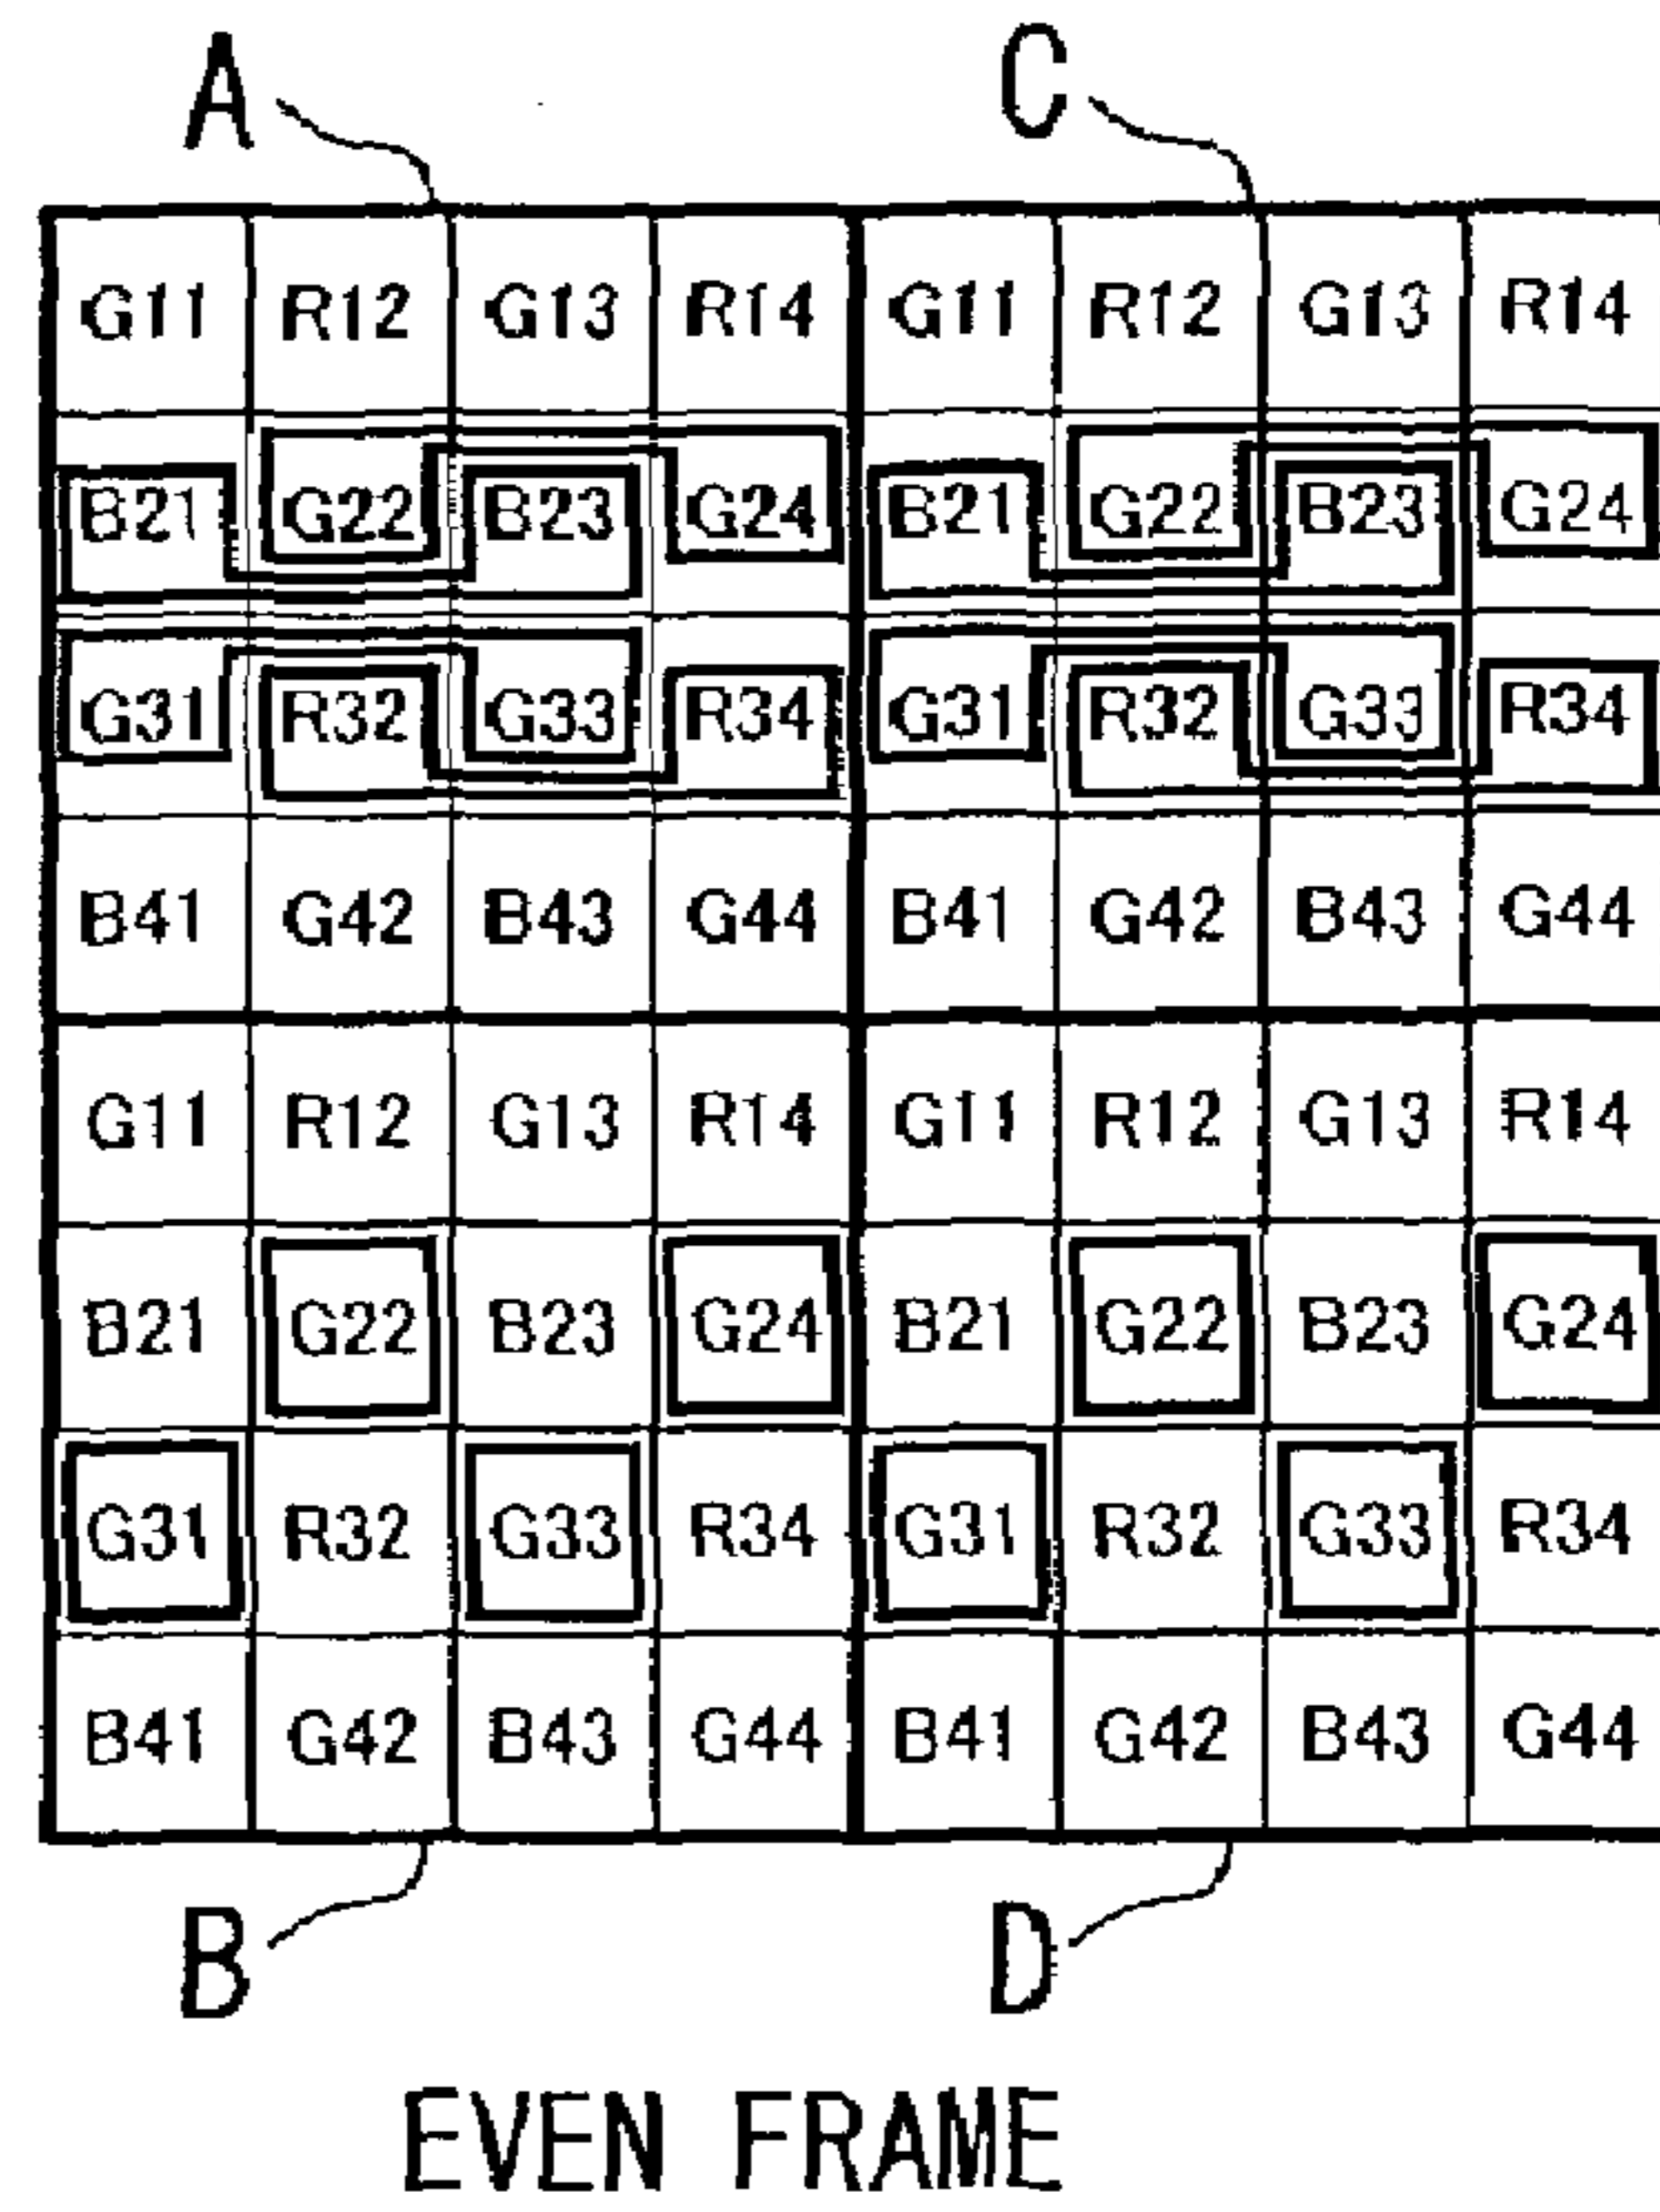 A C
G11 R12 G13 R14 G11 R12 G13 R14
B21 G22 B23 G24 B21 G22 B23 G24
G31 R32 G33 R34 G31 R32 G33 R34
B41 G42 B43 G44 B41 G42 B43 G44
G11 R12 G13 R14 G11 R12 G13 R14
B21 G22 B23 G24 B21 G22 B23 G24
G31 R32 G33 R34 G31 R32 G33 R34
B41 G42 B43 G44 B41 G42 B43 G44
B D
EVEN FRAME